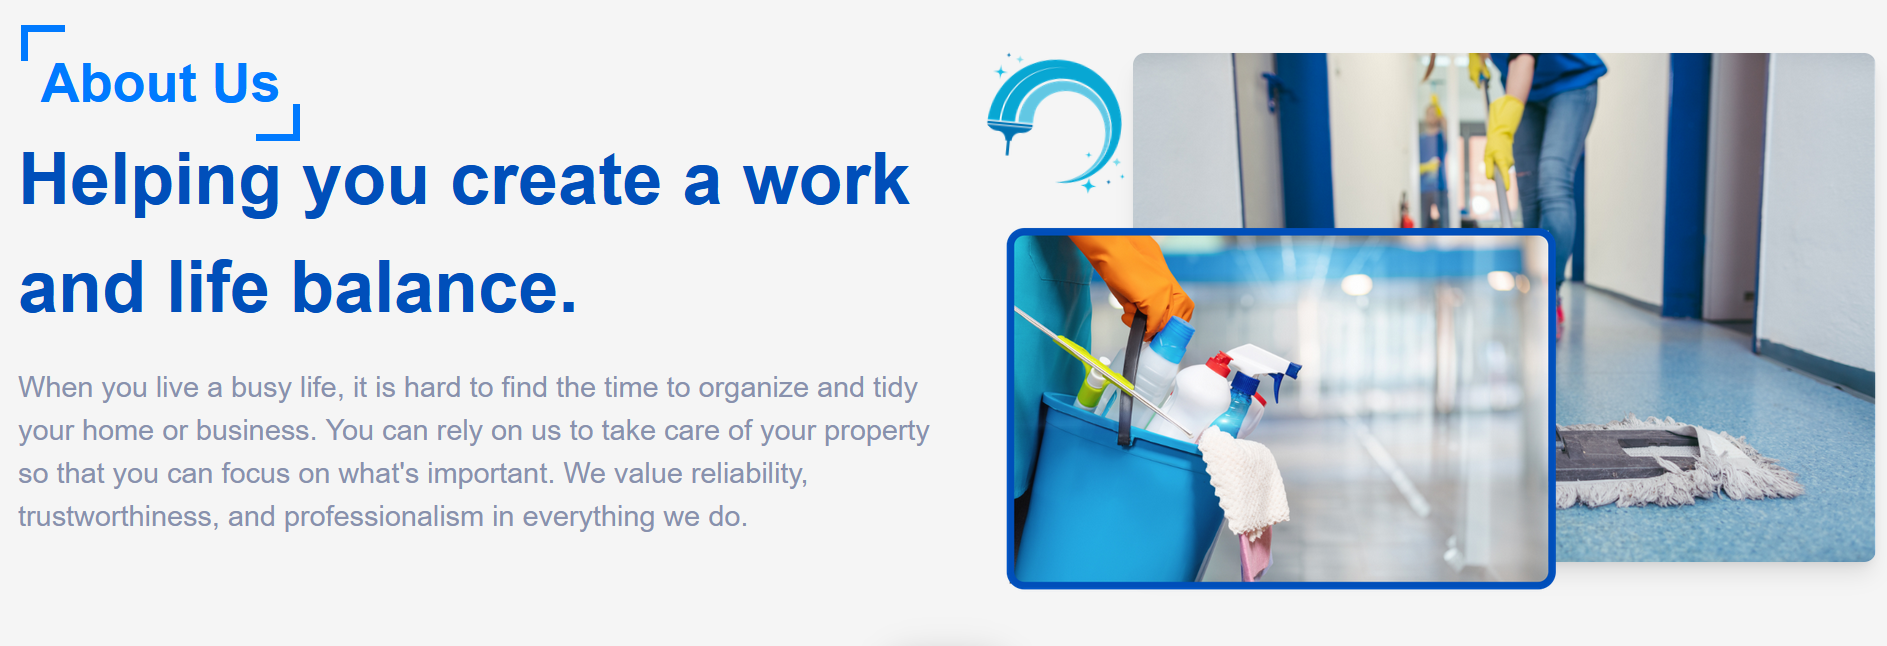 About Us
Helping you create a work
and life balance.
When you live a busy life, it is hard to find the time to organize and tidy
your home or business. You can rely on us to take care of your property
so that you can focus on what's important. We value reliability,
trustworthiness, and professionalism in everything we do.